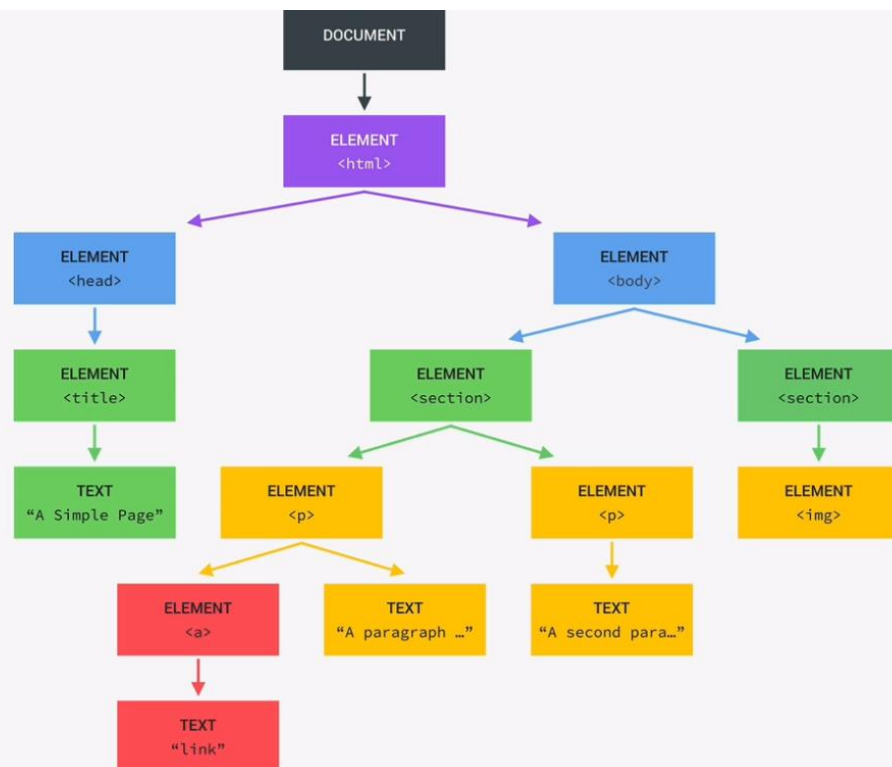 DOCUMENT
ELEMENT
<html>
ELEMENT
<head>
ELEMENT
<body>
ELEMENT
<title>
ELEMENT
<section>
ELEMENT
<section>
TEXT
“A Simple Page”
ELEMENT
<p>
ELEMENT
<p>
ELEMENT
<img>
ELEMENT
<a>
TEXT
“A paragraph …”
TEXT
“A second para…”
TEXT
“link”